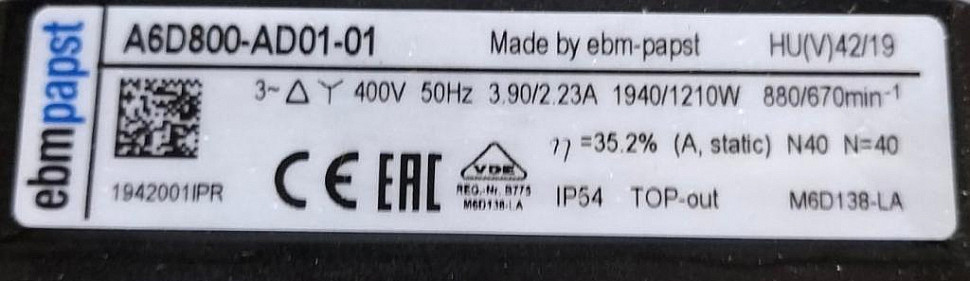 ebmpapst
A6D800-AD01-01 Made by ebm-papst HU(V)42/19
3~ Δ Y 400V 50Hz 3.90/2.23A 1940/1210W 880/670min-1
η =35.2% (A, static) N40 N=40
1942001IPR CE EAC VDE
REG.-Nr. B775
M6D138-LA
IP54 TOP-out M6D138-LA